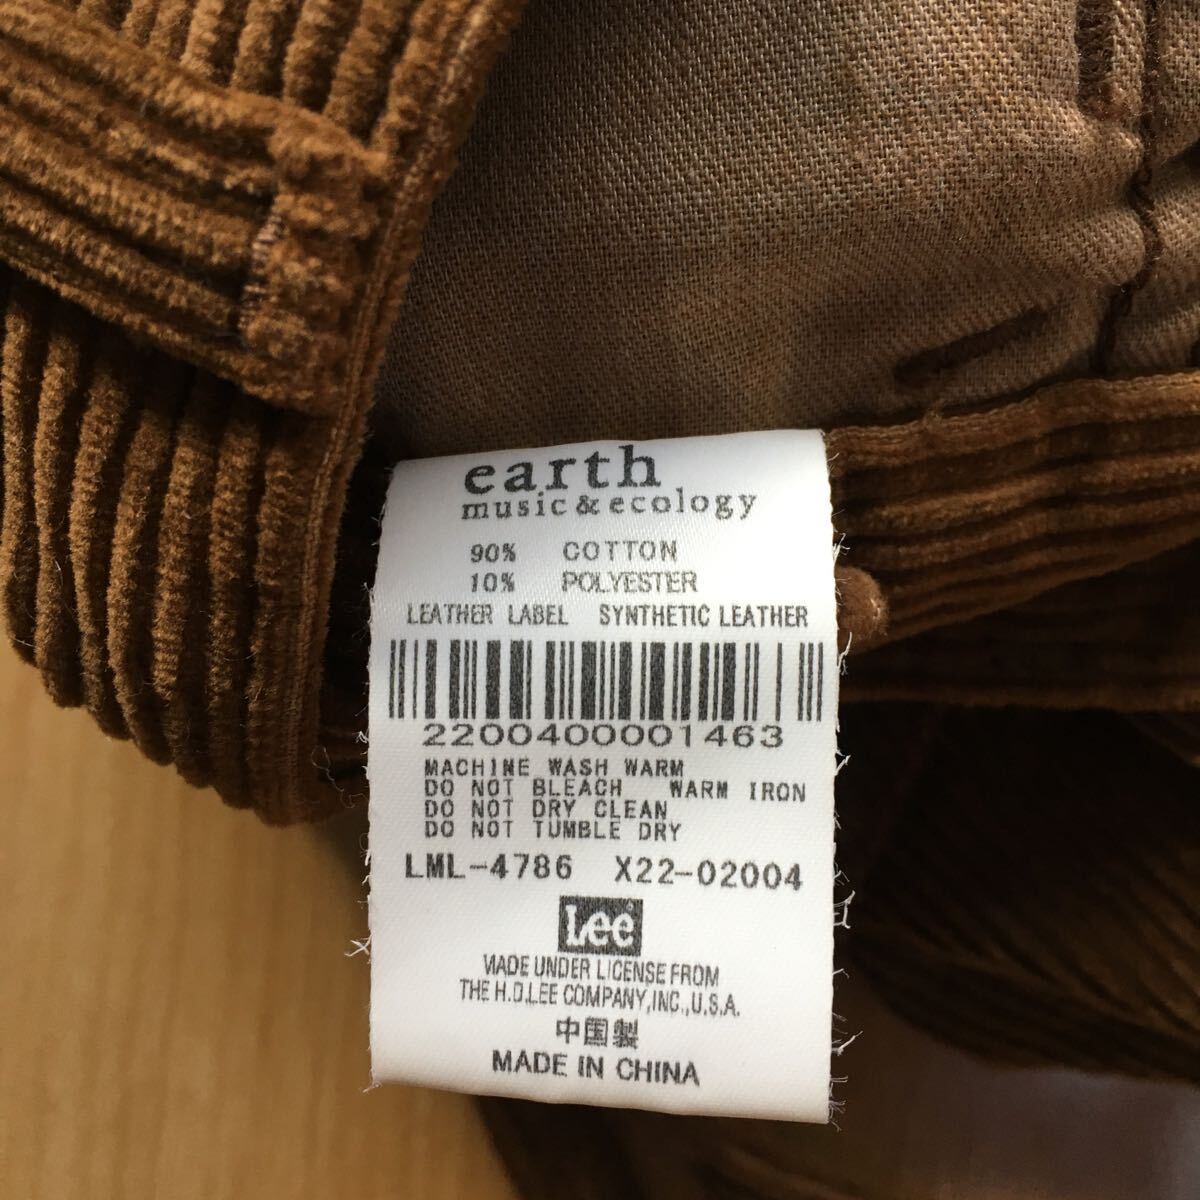 earth
music & ecology
90% COTTON
10% POLYESTER
LEATHER LABEL SYNTHETIC LEATHER
2200400001463
MACHINE WASH WARM
DO NOT BLEACH WARM IRON
DO NOT DRY CLEAN
DO NOT TUMBLE DRY
LML-4786 X22-02004
Lee
MADE UNDER LICENSE FROM
THE H.D.LEE COMPANY,INC.,U.S.A.
中国製
MADE IN CHINA